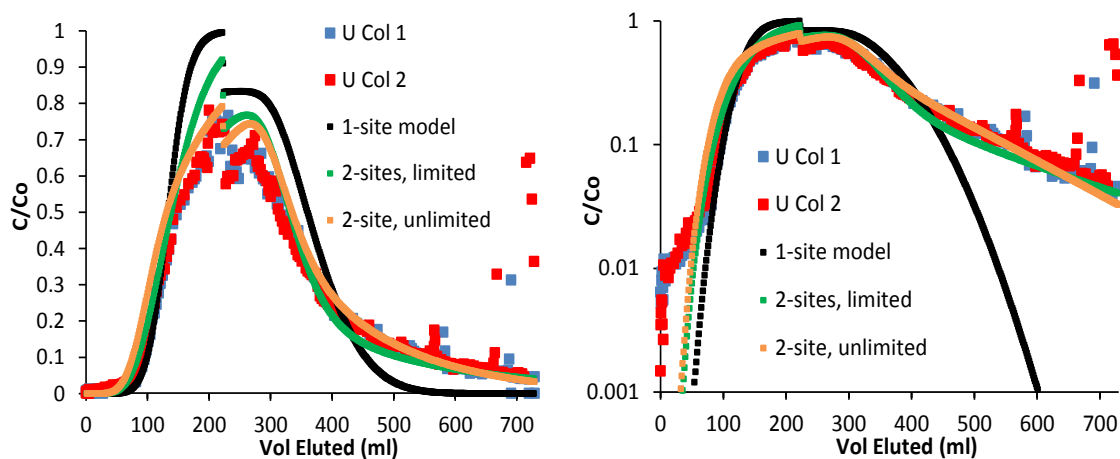 C/Co
1
0.9
0.8
0.7
0.6
0.5
0.4
0.3
0.2
0.1
0
0 100 200 300 400 500 600 700
Vol Eluted (ml)
U Col 1
U Col 2
1-site model
2-sites, limited
2-site, unlimited
C/Co
1
0.1
0.01
0.001
0 100 200 300 400 500 600 700
Vol Eluted (ml)
U Col 1
U Col 2
1-site model
2-sites, limited
2-site, unlimited